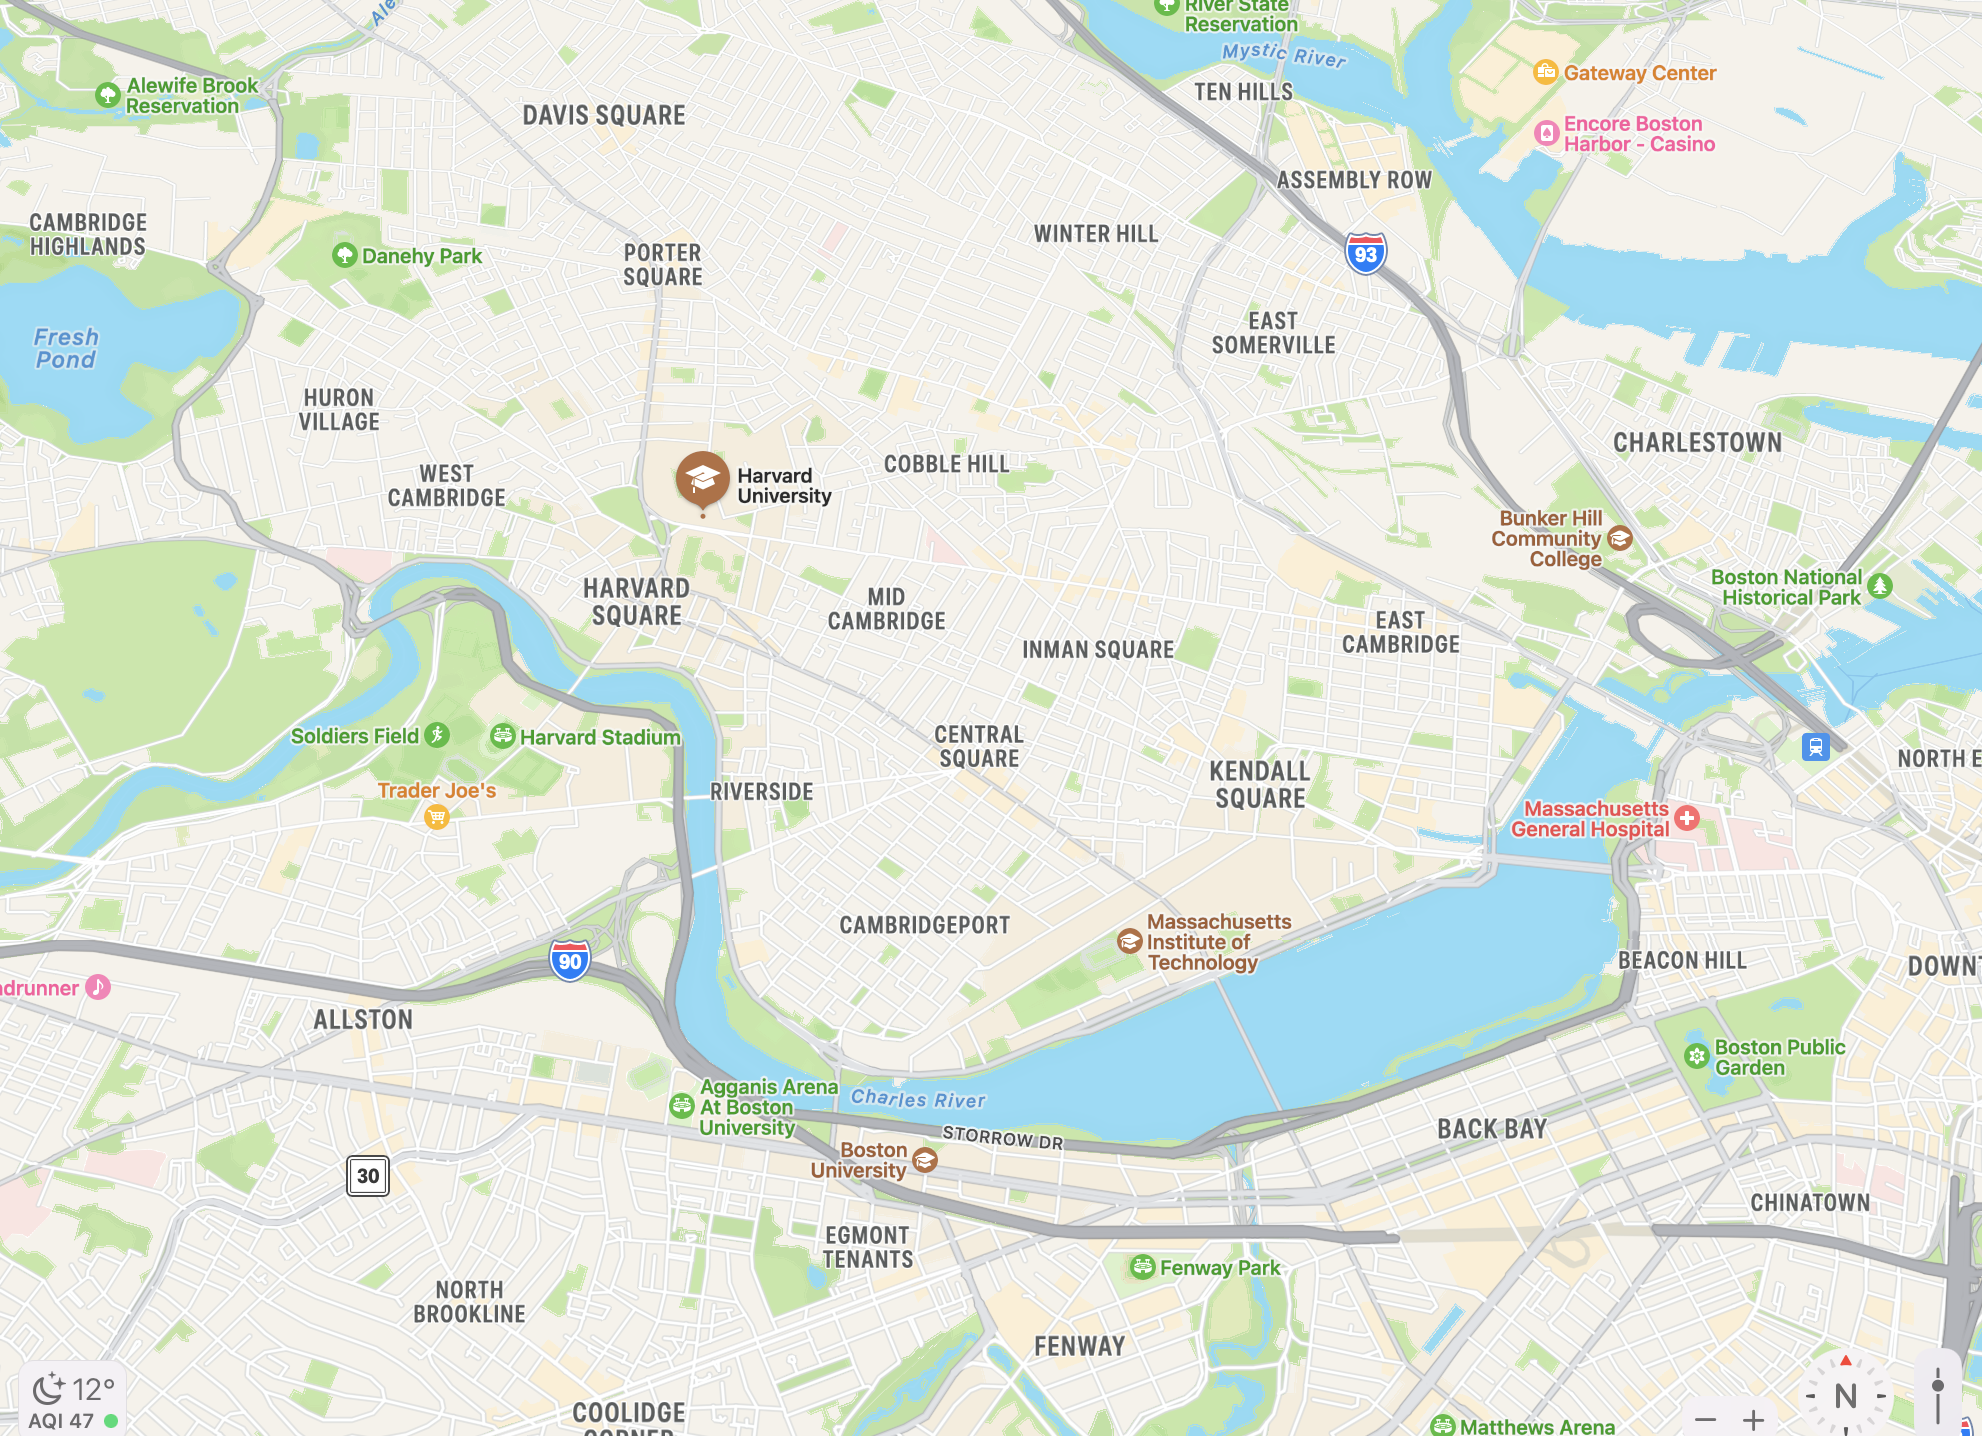 Ale
River State
Reservation
Mystic River
Gateway Center
Alewife Brook
Reservation
TEN HILLS
DAVIS SQUARE
Encore Boston
Harbor - Casino
ASSEMBLY ROW
CAMBRIDGE
HIGHLANDS
WINTER HILL
Danehy Park
PORTER
SQUARE
93
Fresh
Pond
EAST
SOMERVILLE
HURON
VILLAGE
CHARLESTOWN
COBBLE HILL
WEST
CAMBRIDGE
Harvard
University
Bunker Hill
Community
College
Boston National
Historical Park
HARVARD
SQUARE
MID
CAMBRIDGE
EAST
CAMBRIDGE
INMAN SQUARE
Soldiers Field
Harvard Stadium
CENTRAL
SQUARE
NORTH E
KENDALL
SQUARE
Trader Joe's
RIVERSIDE
Massachusetts
General Hospital
CAMBRIDGEPORT
Massachusetts
Institute of
Technology
90
BEACON HILL
DOWNT
drunner
ALLSTON
Boston Public
Garden
Agganis Arena
At Boston
University
Charles River
STORROW DR
BACK BAY
Boston
University
30
CHINATOWN
EGMONT
TENANTS
Fenway Park
NORTH
BROOKLINE
FENWAY
12°
AQI 47
COOLIDGE
CORNER
Matthews Arena
N